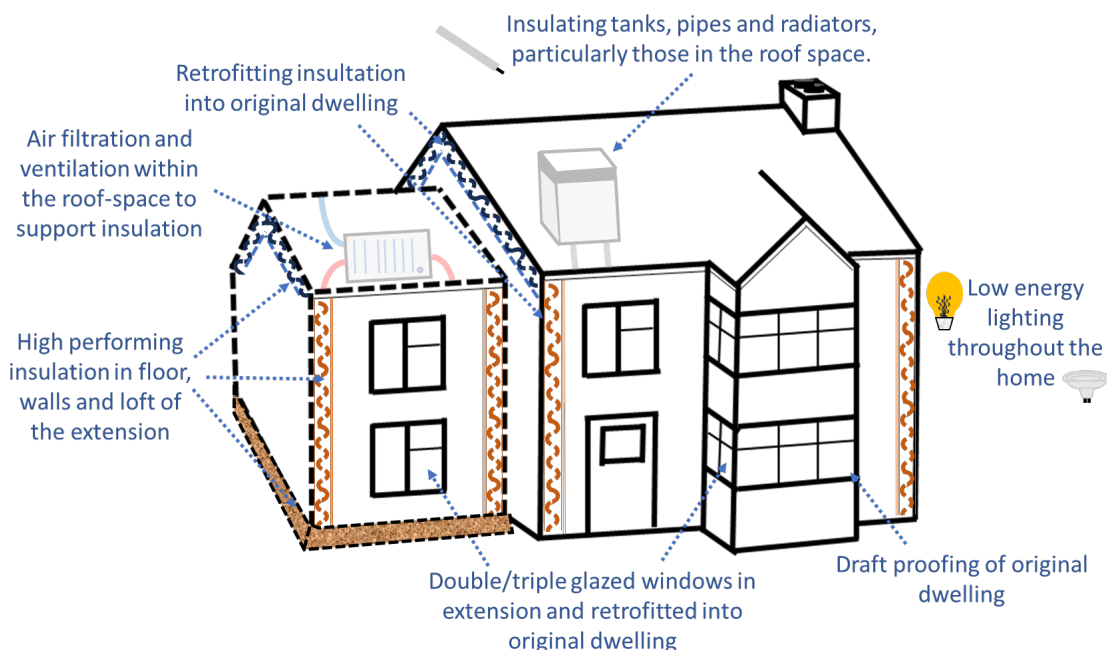 Insulating tanks, pipes and radiators,
particularly those in the roof space.
Retrofitting insultation
into original dwelling
Air filtration and
ventilation within
the roof-space to
support insulation
High performing
insulation in floor,
walls and loft of
the extension
Low energy
lighting
throughout the
home
Double/triple glazed windows in
extension and retrofitted into
original dwelling
Draft proofing of original
dwelling